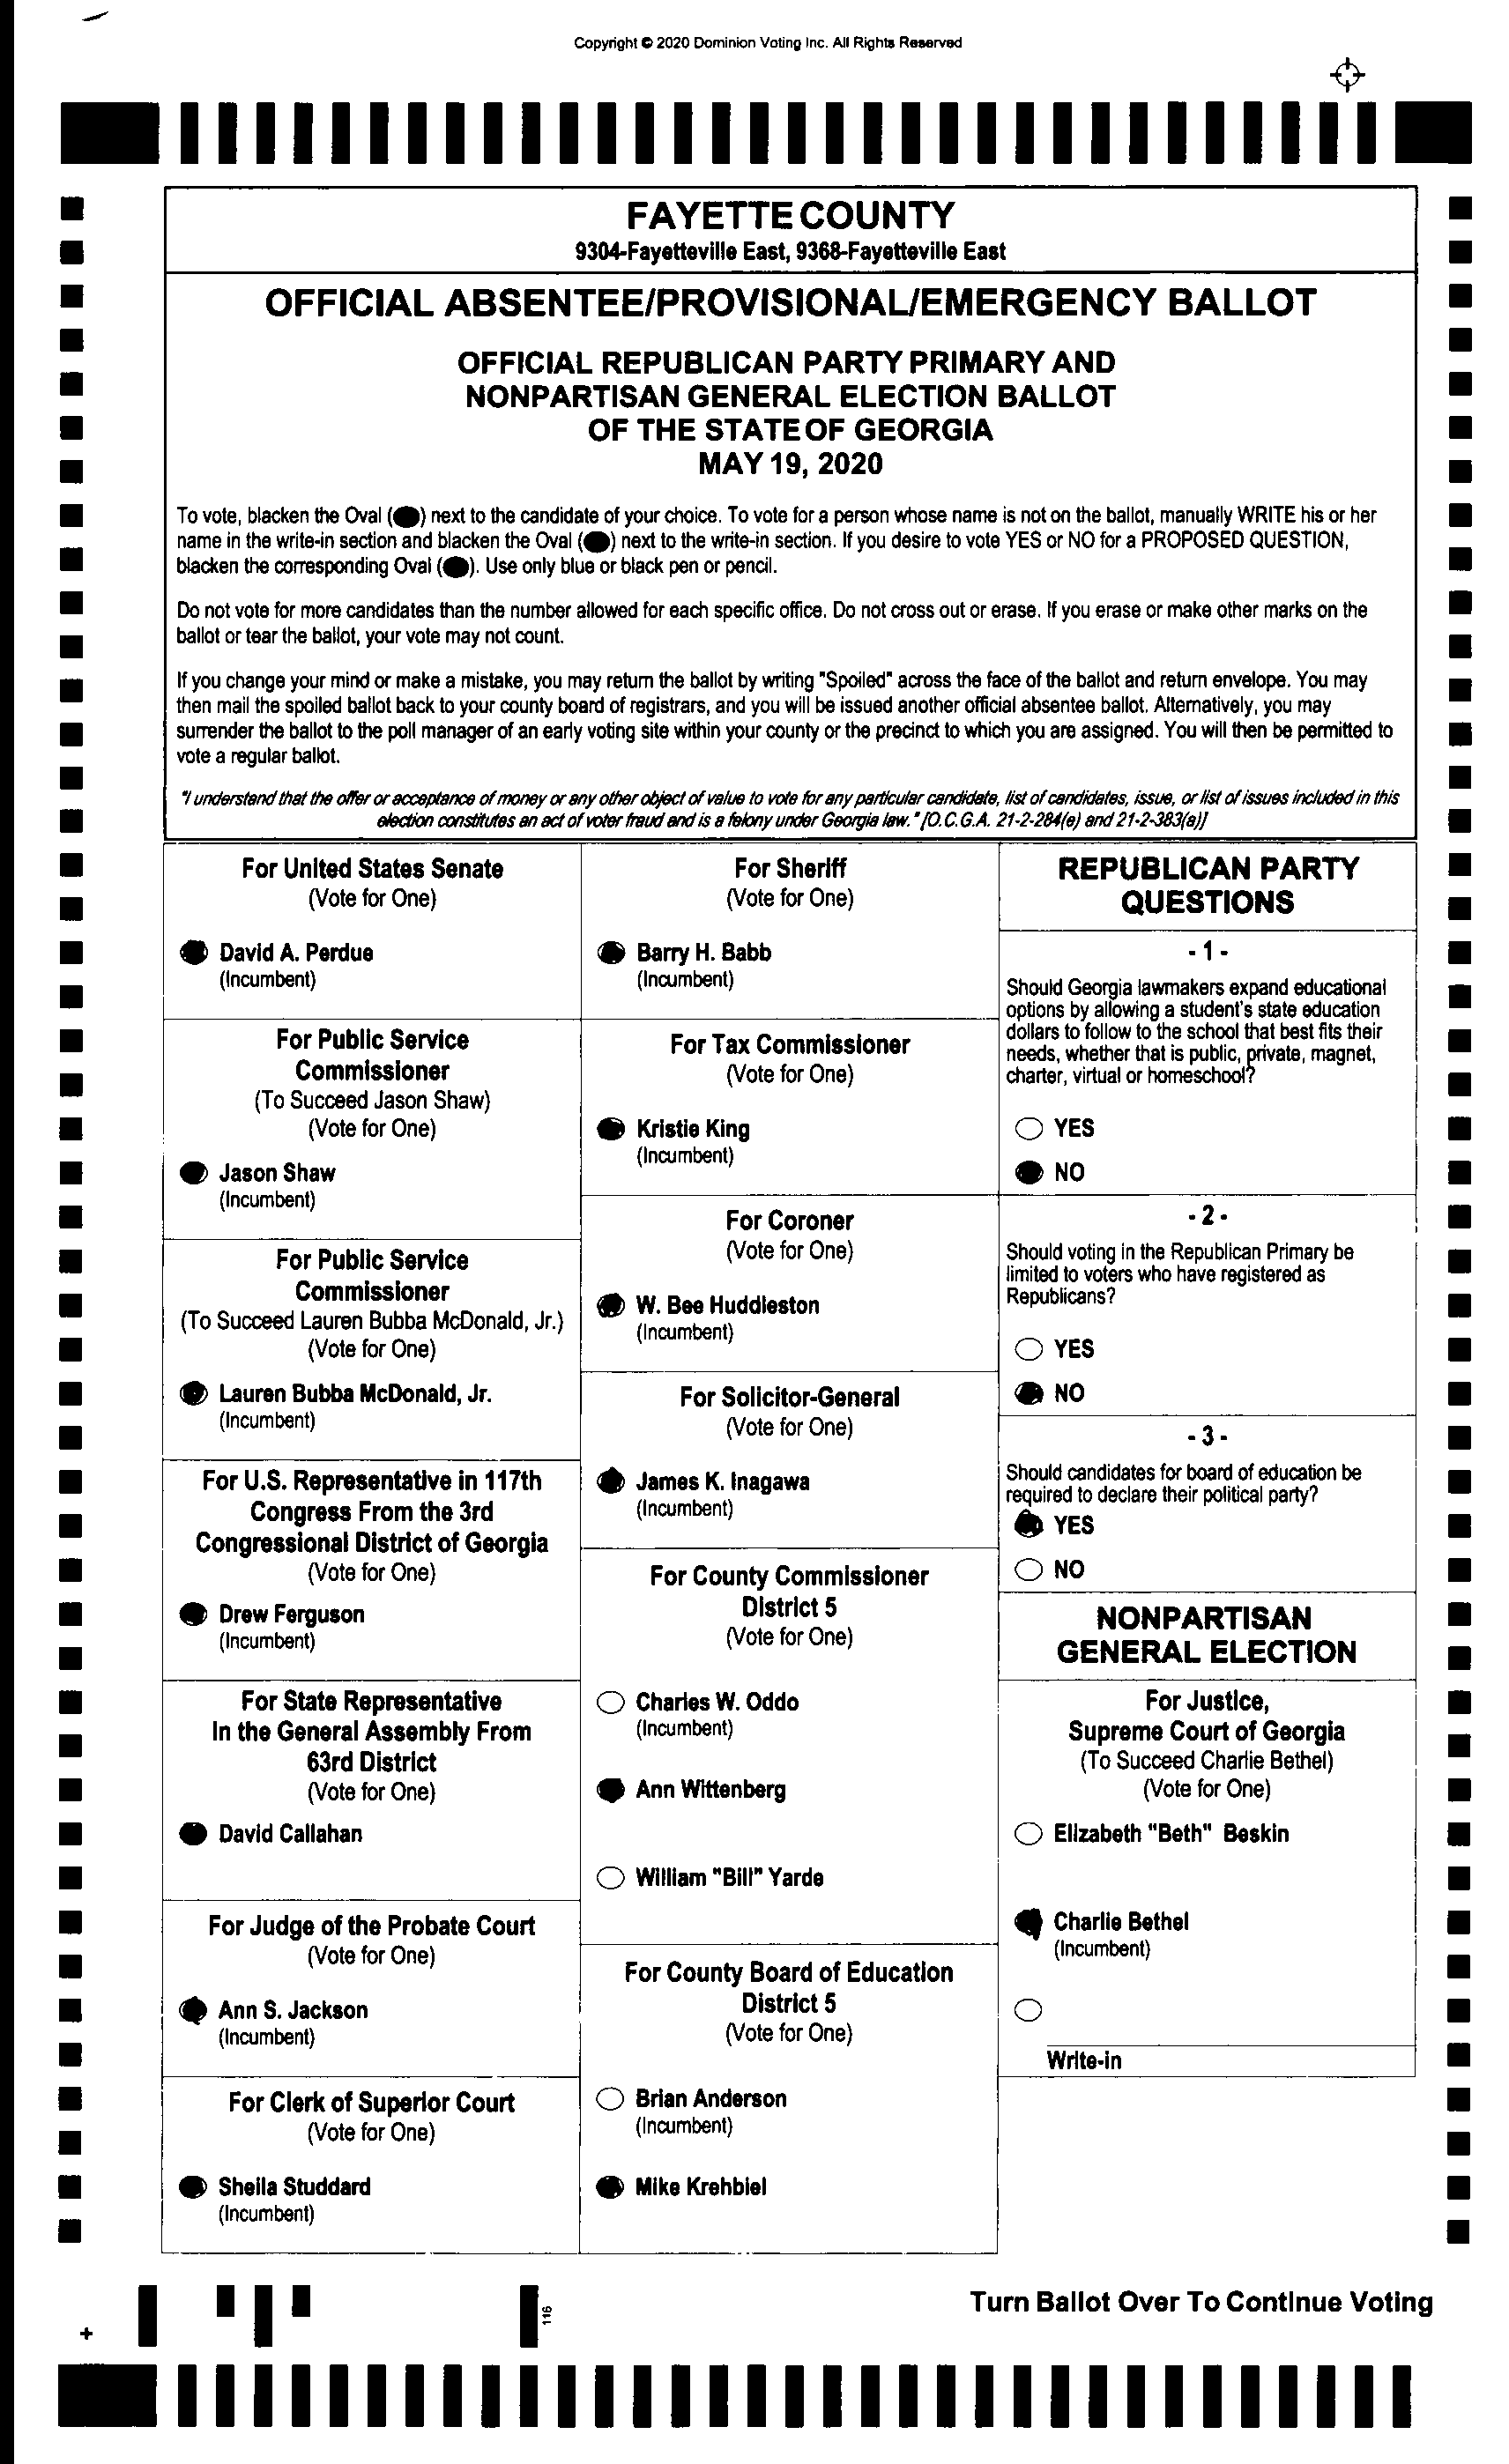 Copyright © 2020 Dominion Voting Inc. All Rights Reserved
FAYETTE COUNTY
9304-Fayetteville East, 9368-Fayetteville East
OFFICIAL ABSENTEE/PROVISIONAL/EMERGENCY BALLOT
OFFICIAL REPUBLICAN PARTY PRIMARY AND
NONPARTISAN GENERAL ELECTION BALLOT
OF THE STATE OF GEORGIA
MAY 19, 2020
To vote, blacken the Oval (●) next to the candidate of your choice. To vote for a person whose name is not on the ballot, manually WRITE his or her
name in the write-in section and blacken the Oval (●) next to the write-in section. If you desire to vote YES or NO for a PROPOSED QUESTION,
blacken the corresponding Oval (●). Use only blue or black pen or pencil.
Do not vote for more candidates than the number allowed for each specific office. Do not cross out or erase. If you erase or make other marks on the
ballot or tear the ballot, your vote may not count.
If you change your mind or make a mistake, you may return the ballot by writing "Spoiled" across the face of the ballot and return envelope. You may
then mail the spoiled ballot back to your county board of registrars, and you will be issued another official absentee ballot. Alternatively, you may
surrender the ballot to the poll manager of an early voting site within your county or the precinct to which you are assigned. You will then be permitted to
vote a regular ballot.
"I understand that the offer or acceptance of money or any other object of value to vote for any particular candidate, list of candidates, issue, or list of issues included in this
election constitutes an act of voter fraud and is a felony under Georgia law." [O.C.G.A. 21-2-284(e) and 21-2-383(a)]
For United States Senate
(Vote for One)
David A. Perdue
(Incumbent)
For Public Service
Commissioner
(To Succeed Jason Shaw)
(Vote for One)
Jason Shaw
(Incumbent)
For Public Service
Commissioner
(To Succeed Lauren Bubba McDonald, Jr.)
(Vote for One)
Lauren Bubba McDonald, Jr.
(Incumbent)
For U.S. Representative in 117th
Congress From the 3rd
Congressional District of Georgia
(Vote for One)
Drew Ferguson
(Incumbent)
For State Representative
In the General Assembly From
63rd District
(Vote for One)
David Callahan
For Judge of the Probate Court
(Vote for One)
Ann S. Jackson
(Incumbent)
For Clerk of Superior Court
(Vote for One)
Sheila Studdard
(Incumbent)
For Sheriff
(Vote for One)
Barry H. Babb
(Incumbent)
For Tax Commissioner
(Vote for One)
Kristie King
(Incumbent)
For Coroner
(Vote for One)
W. Bee Huddleston
(Incumbent)
For Solicitor-General
(Vote for One)
James K. Inagawa
(Incumbent)
For County Commissioner
District 5
(Vote for One)
Charles W. Oddo
(Incumbent)
Ann Wittenberg
William "Bill" Yarde
For County Board of Education
District 5
(Vote for One)
Brian Anderson
(Incumbent)
Mike Krehbiel
REPUBLICAN PARTY
QUESTIONS
- 1 -
Should Georgia lawmakers expand educational
options by allowing a student's state education
dollars to follow to the school that best fits their
needs, whether that is public, private, magnet,
charter, virtual or homeschool?
YES
NO
- 2 -
Should voting in the Republican Primary be
limited to voters who have registered as
Republicans?
YES
NO
- 3 -
Should candidates for board of education be
required to declare their political party?
YES
NO
NONPARTISAN
GENERAL ELECTION
For Justice,
Supreme Court of Georgia
(To Succeed Charlie Bethel)
(Vote for One)
Elizabeth "Beth" Beskin
Charlie Bethel
(Incumbent)
Write-in
116
Turn Ballot Over To Continue Voting